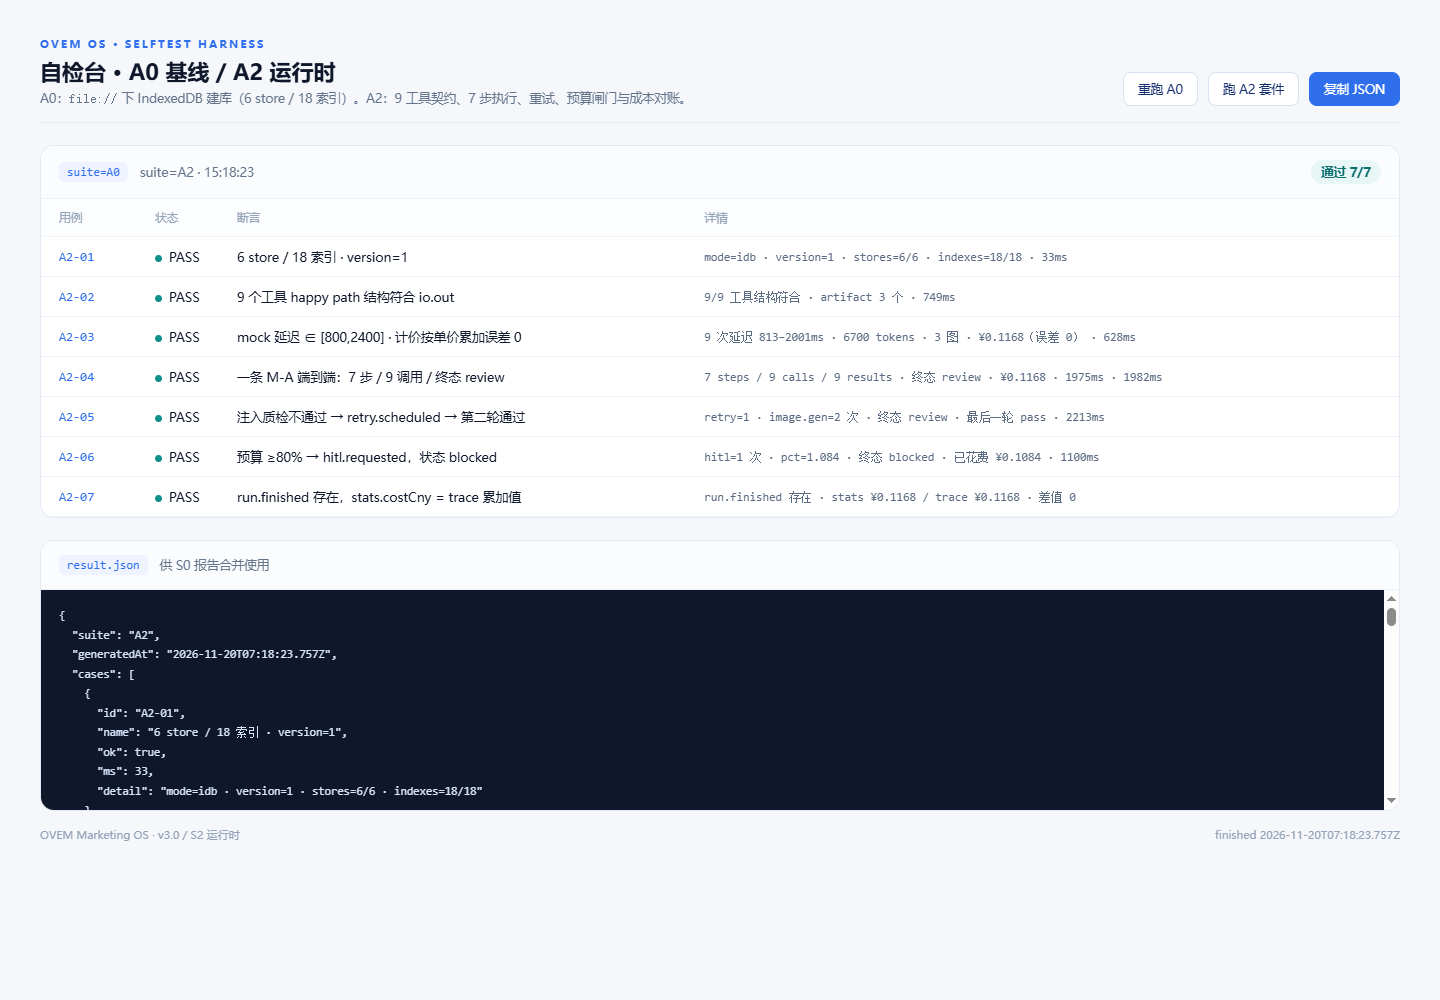 OVEM OS • SELFTEST HARNESS
自检台 • A0 基线 / A2 运行时
A0：file:// 下 IndexedDB 建库（6 store / 18 索引）。A2：9 工具契约、7 步执行、重试、预算闸门与成本对账。
重跑 A0
跑 A2 套件
复制 JSON
suite=A0 suite=A2 · 15:18:23 通过 7/7
用例 状态 断言 详情
A2-01 PASS 6 store / 18 索引 · version=1 mode=idb · version=1 · stores=6/6 · indexes=18/18 · 33ms
A2-02 PASS 9 个工具 happy path 结构符合 io.out 9/9 工具结构符合 · artifact 3 个 · 749ms
A2-03 PASS mock 延迟 ∈ [800,2400] · 计价按单价累加误差 0 9 次延迟 813–2001ms · 6700 tokens · 3 图 · ¥0.1168（误差 0） · 628ms
A2-04 PASS 一条 M-A 端到端：7 步 / 9 调用 / 终态 review 7 steps / 9 calls / 9 results · 终态 review · ¥0.1168 · 1975ms · 1982ms
A2-05 PASS 注入质检不通过 → retry.scheduled → 第二轮通过 retry=1 · image.gen=2 次 · 终态 review · 最后一轮 pass · 2213ms
A2-06 PASS 预算 ≥80% → hitl.requested，状态 blocked hitl=1 次 · pct=1.084 · 终态 blocked · 已花费 ¥0.1084 · 1100ms
A2-07 PASS run.finished 存在，stats.costCny = trace 累加值 run.finished 存在 · stats ¥0.1168 / trace ¥0.1168 · 差值 0
result.json 供 S0 报告合并使用
{
"suite": "A2",
"generatedAt": "2026-11-20T07:18:23.757Z",
"cases": [
{
"id": "A2-01",
"name": "6 store / 18 索引 · version=1",
"ok": true,
"ms": 33,
"detail": "mode=idb · version=1 · stores=6/6 · indexes=18/18"
}
OVEM Marketing OS · v3.0 / S2 运行时
finished 2026-11-20T07:18:23.757Z